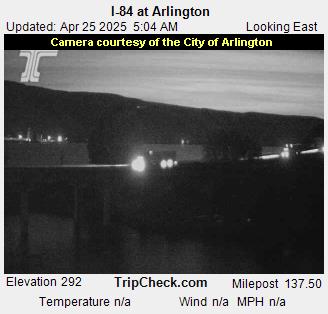 I-84 at Arlington
Updated: Apr 25 2025 5:04 AM Looking East
Camera courtesy of the City of Arlington
Elevation 292 TripCheck.com Milepost 137.50
Temperature n/a Wind n/a MPH n/a